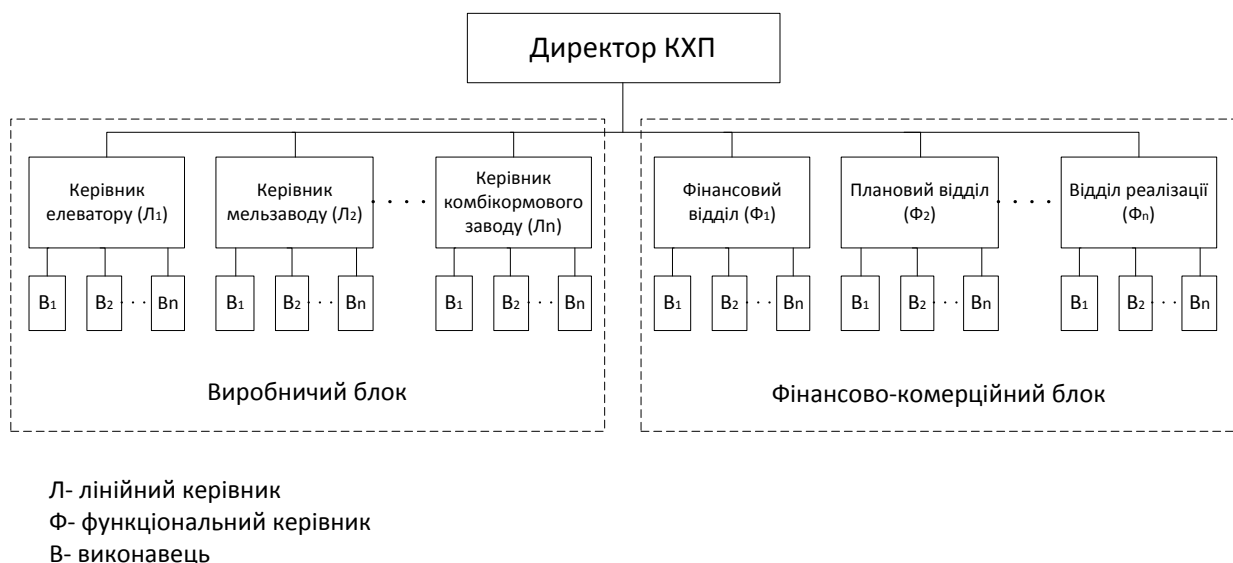 Директор КХП
Керівник
елеватору (Л₁)
Керівник
мельзаводу (Л₂)
. . . .
Керівник
комбікормового
заводу (Лn)
Фінансовий
відділ (Ф₁)
Плановий відділ
(Ф₂)
. . . .
Відділ реалізації
(Фn)
В₁ В₂ . . . Вn
В₁ В₂ . . . Вn
В₁ В₂ . . . Вn
В₁ В₂ . . . Вn
В₁ В₂ . . . Вn
В₁ В₂ . . . Вn
Виробничий блок
Фінансово-комерційний блок
Л- лінійний керівник
Ф- функціональний керівник
В- виконавець